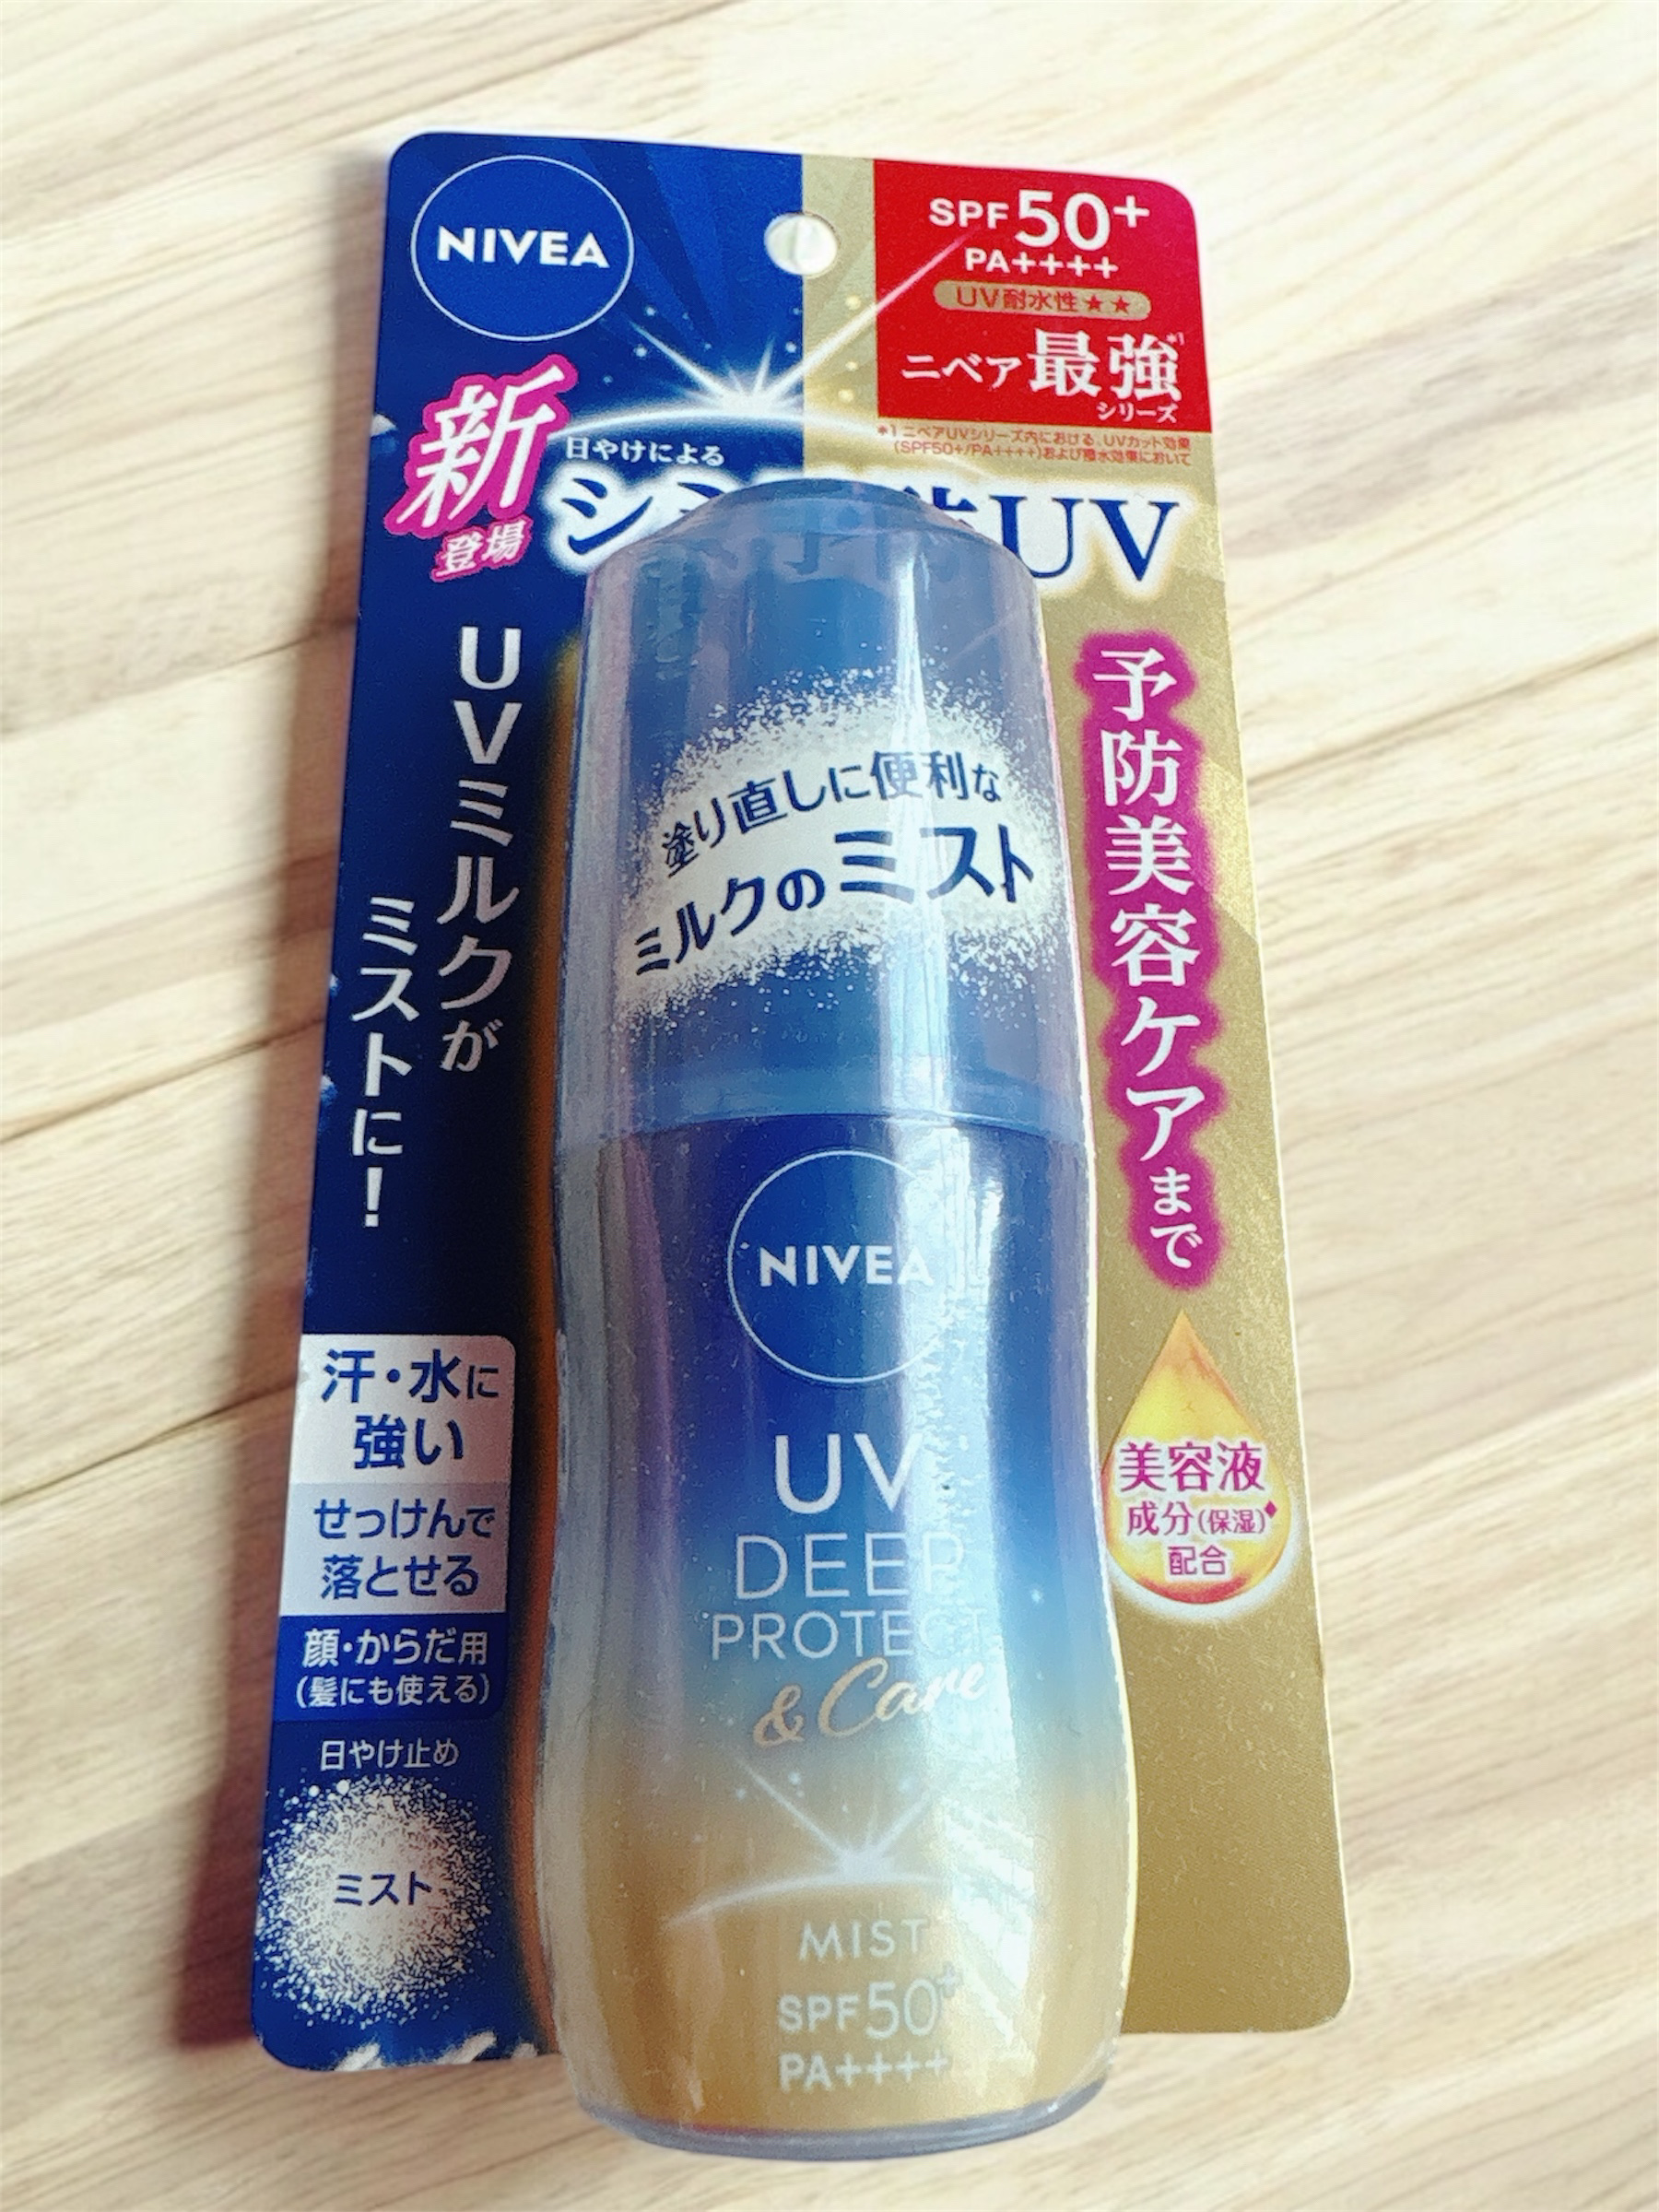 NIVEA
SPF50+
PA++++
UV耐水性★★
ニベア最強*1
シリーズ
*1 ニベアUVシリーズ内における、UVカット効果
(SPF50+/PA++++)および撥水効果において
新
登場
日やけによる
シ
UV
UVミルクが
ミストに!
予防美容ケアまで
塗り直しに便利な
ミルクのミスト
NIVEA
UV
DEEP
PROTECT
& Care
MIST
SPF50+
PA++++
汗・水に
強い
せっけんで
落とせる
顔・からだ用
(髪にも使える)
日やけ止め
ミスト
美容液
成分(保湿)◆
配合